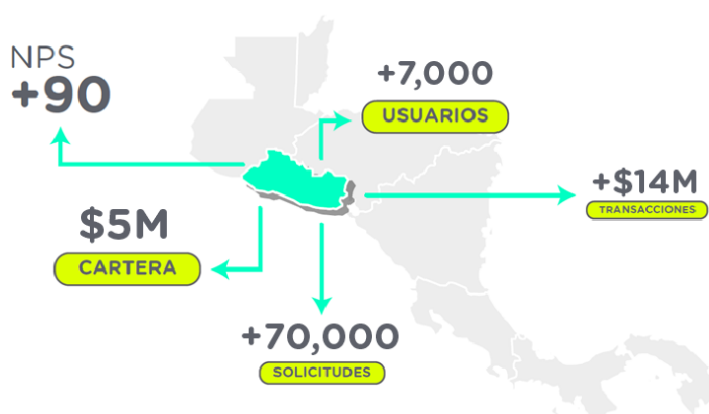 NPS
+90
+7,000
USUARIOS
+$14M
TRANSACCIONES
$5M
CARTERA
+70,000
SOLICITUDES